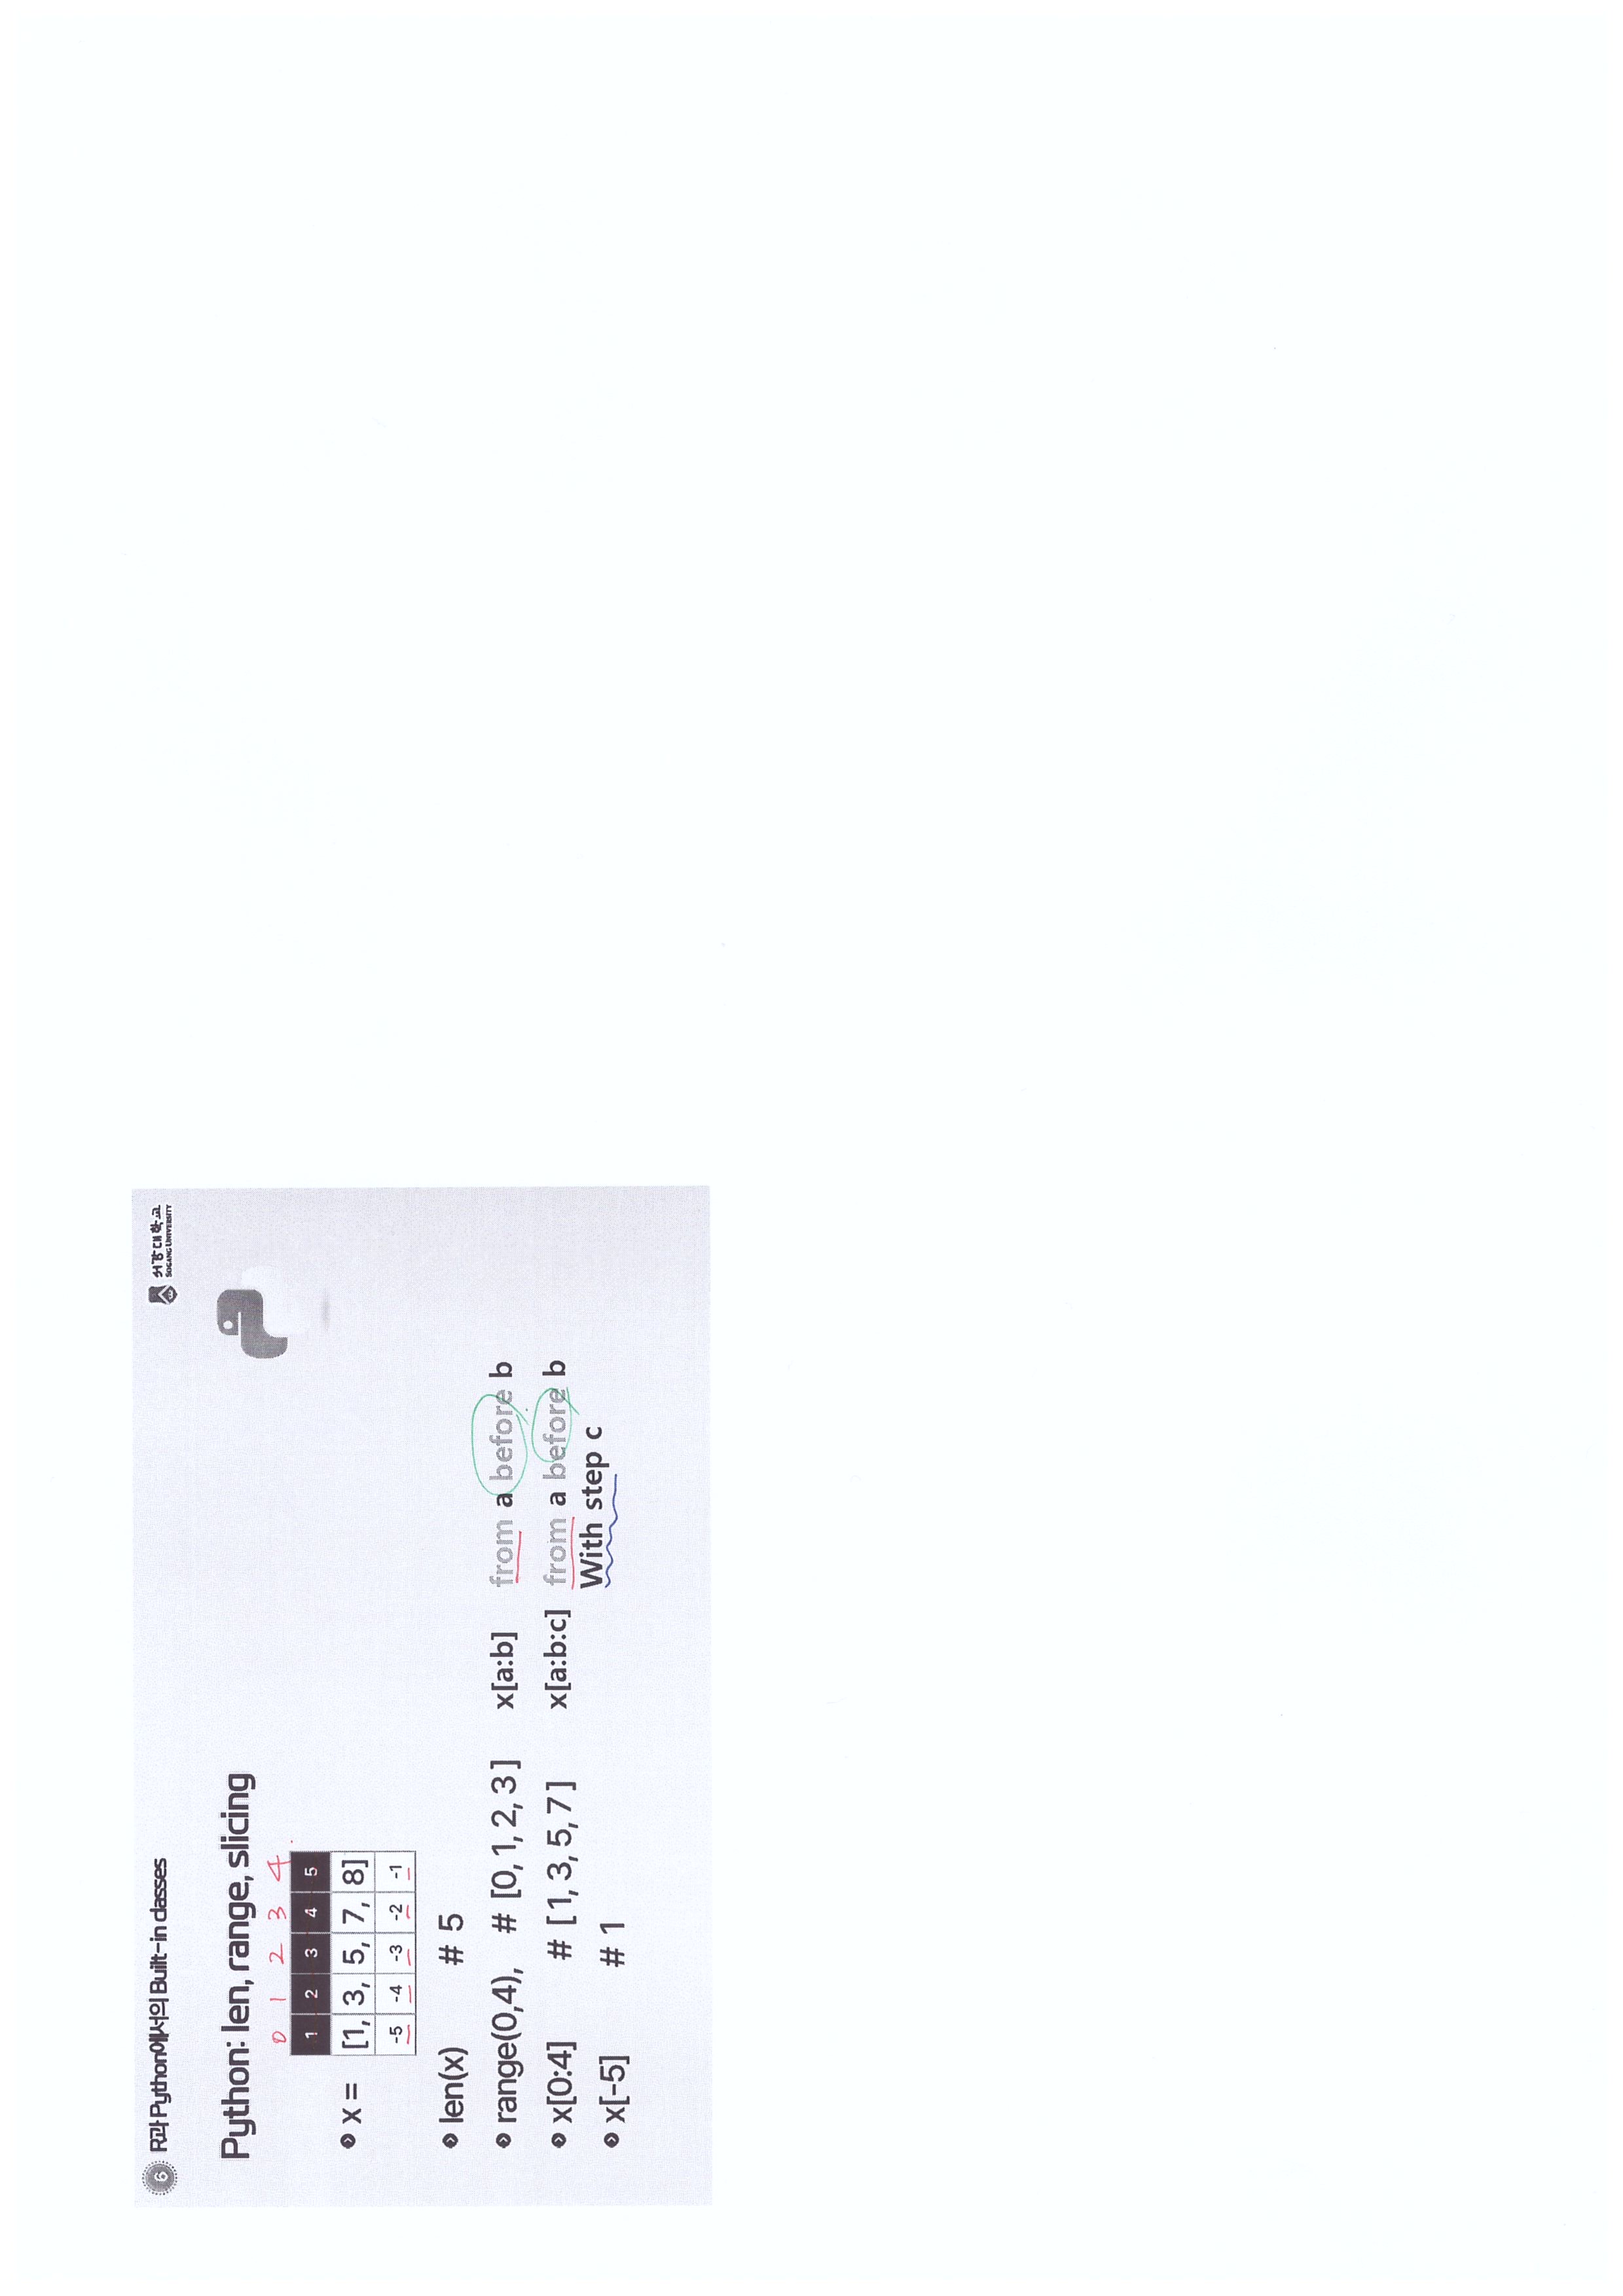 6 R과 Python에서의 Built-in classes
서강대학교
SOGANG UNIVERSITY
Python: len, range, slicing
0 1 2 3 4
1 2 3 4 5
x = [1, 3, 5, 7, 8]
-5 -4 -3 -2 -1
len(x) # 5
range(0,4), # [0, 1, 2, 3 ] x[a:b] from a before b
x[0:4] # [ 1, 3, 5, 7 ] x[a:b:c] from a before b
With step c
x[-5] # 1